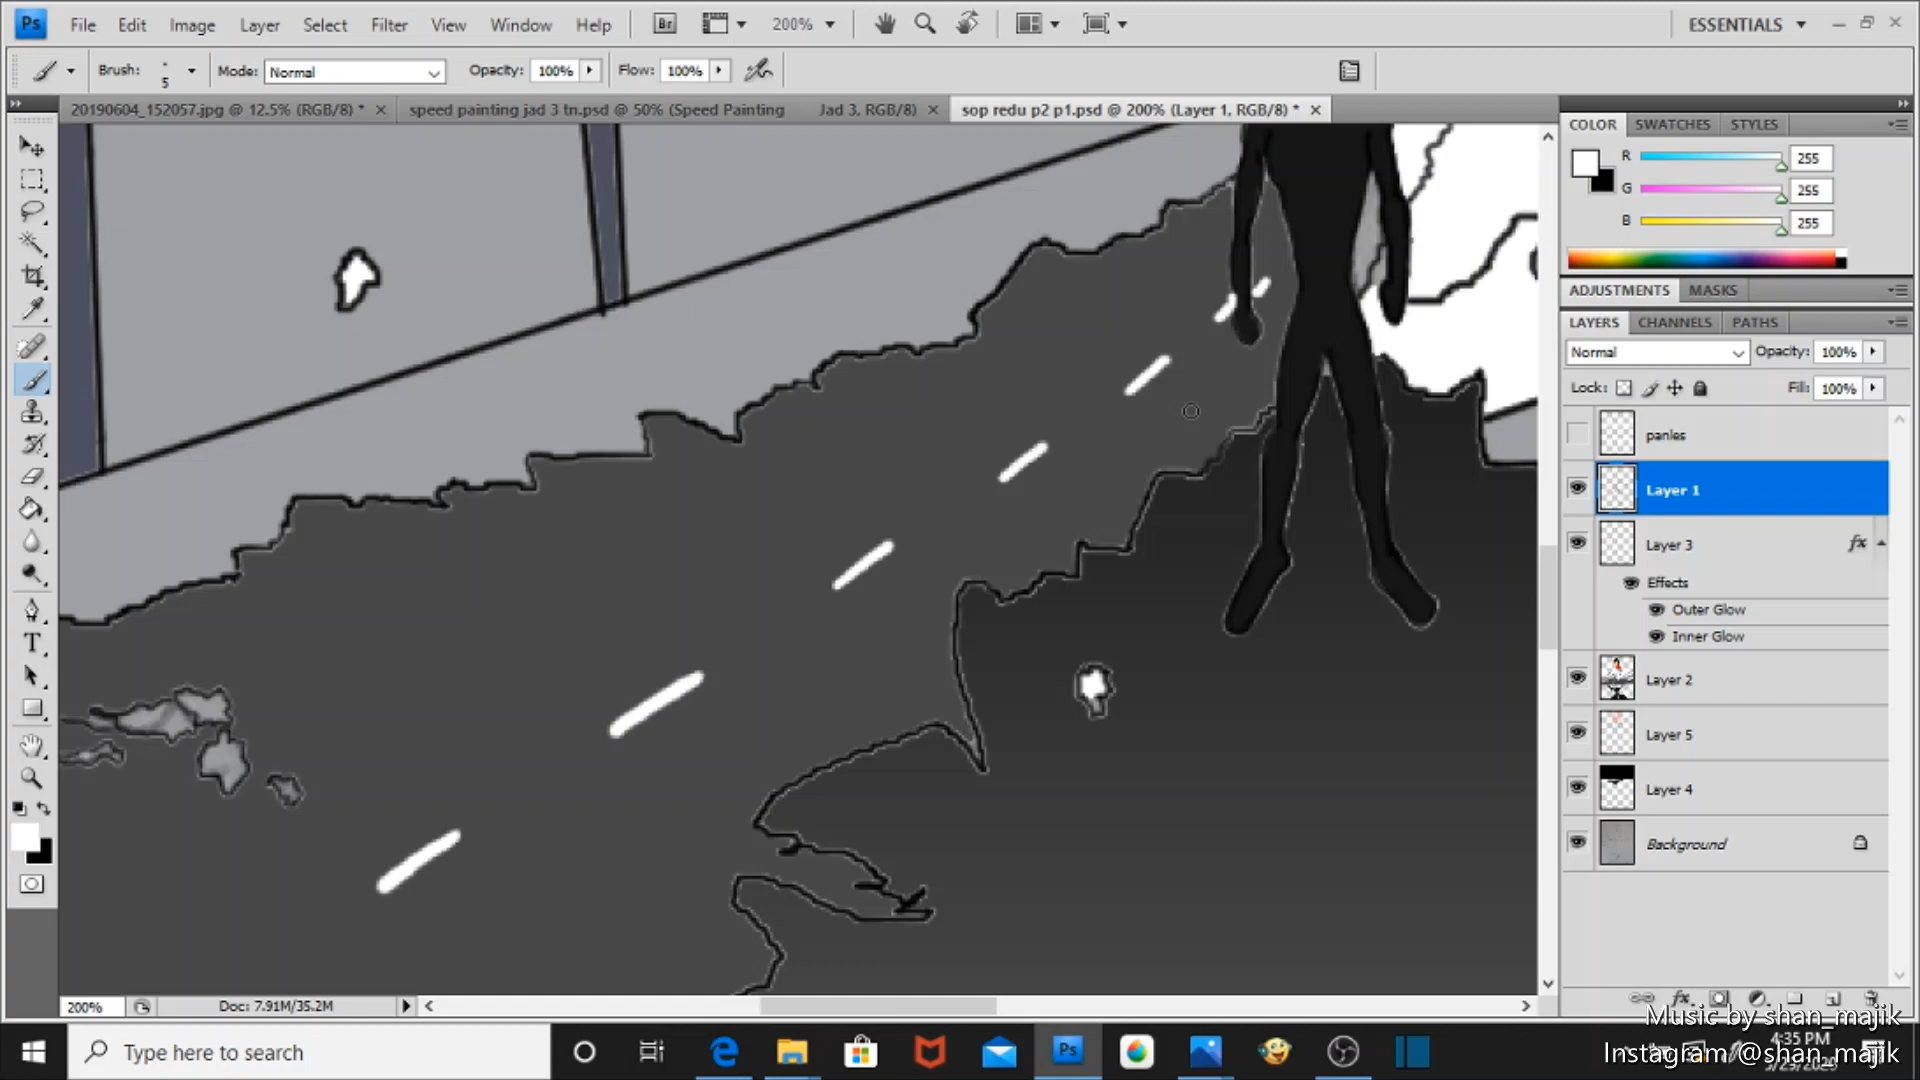 Ps File Edit Image Layer Select Filter Analysis View Window Help Br 200% ESSENTIALS
Brush: 5 Mode: Normal Opacity: 100% Flow: 100%
20190604_152057.jpg @ 12.5% (RGB/8) * speed painting jad 3 tn.psd @ 50% (Speed Painting Jad 3, RGB/8) sop redu p2 p1.psd @ 200% (Layer 1, RGB/8) *
COLOR SWATCHES STYLES
R 255
G 255
B 255
ADJUSTMENTS MASKS
LAYERS CHANNELS PATHS
Normal Opacity: 100%
Lock: Fill: 100%
panles
Layer 1
Layer 3 fx
Effects
Outer Glow
Inner Glow
Layer 2
Layer 5
Layer 4
Background
200% Doc: 7.91M/35.2M
Music by shan_majik
Type here to search
Ps
4:35 PM
Instagram @shan_majik